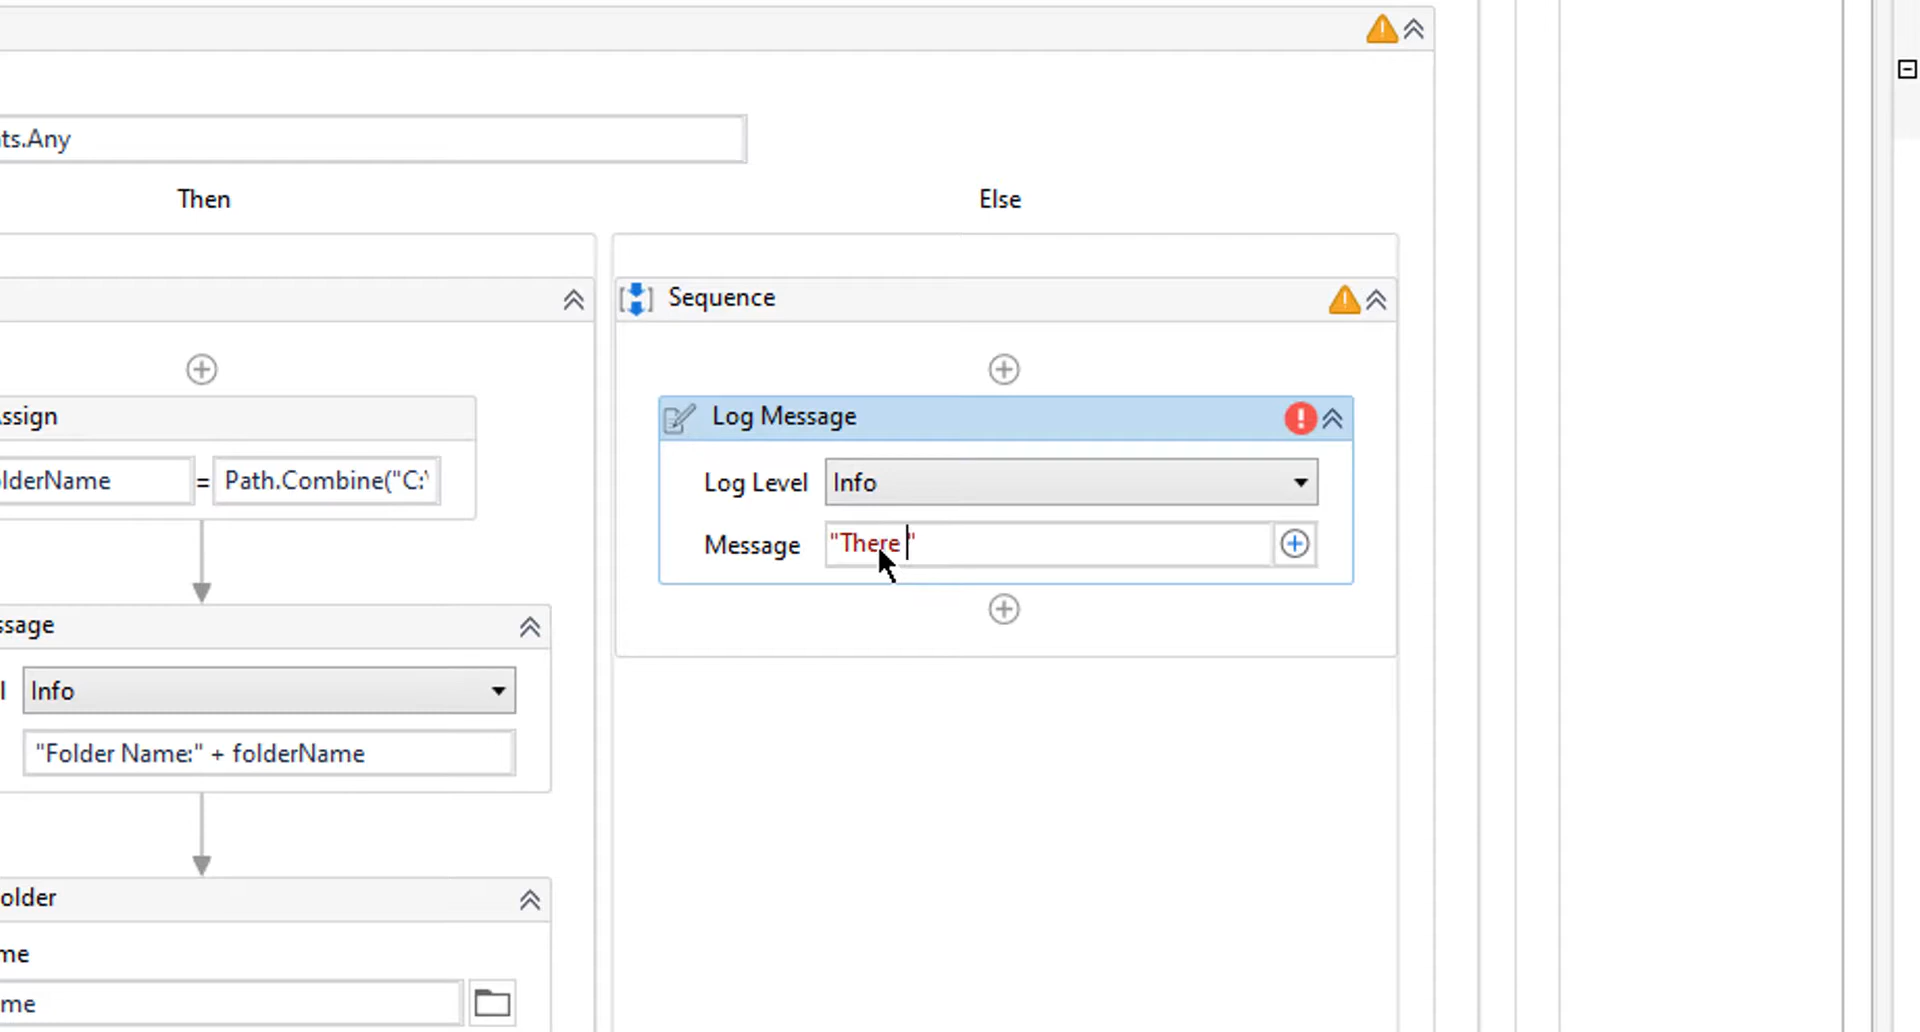 ts.Any
Then
Else
Sequence
Assign
Log Message
Log Level
Info
lderName
=
Path.Combine("C:\
Message
"There "
ssage
l
Info
"Folder Name:" + folderName
older
me
me